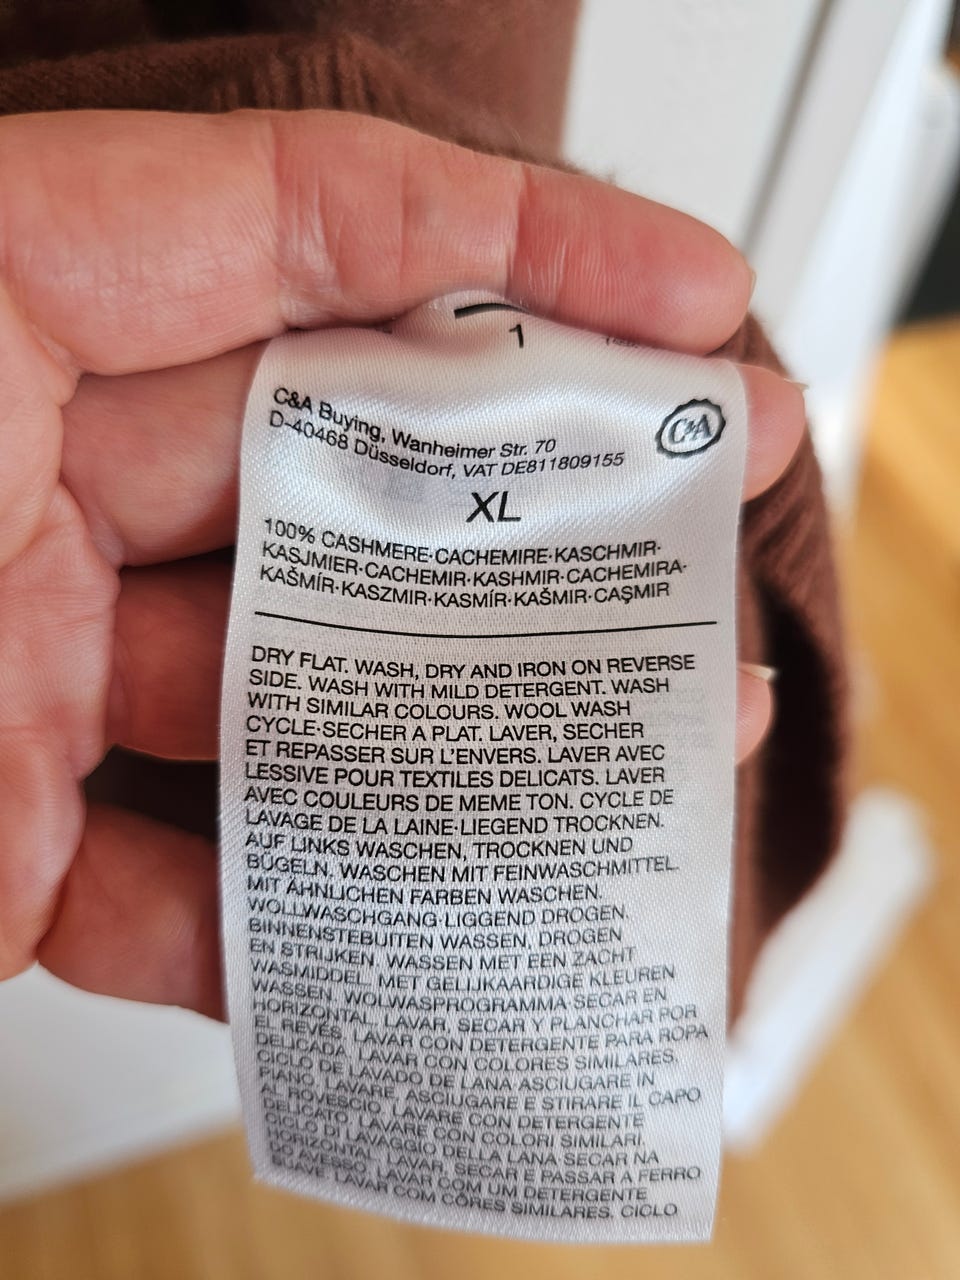 1
C&A Buying, Wanheimer Str. 70
D-40468 Düsseldorf, VAT DE811809155
C&A
XL
100% CASHMERE·CACHEMIRE·KASCHMIR·
KASJMIER·CACHEMIR·KASHMIR·CACHEMIRA·
KAŠMÍR·KASZMIR·KASMÍR·KAŠMIR·CAŞMIR
DRY FLAT. WASH, DRY AND IRON ON REVERSE
SIDE. WASH WITH MILD DETERGENT. WASH
WITH SIMILAR COLOURS. WOOL WASH
CYCLE·SECHER A PLAT. LAVER, SECHER
ET REPASSER SUR L'ENVERS. LAVER AVEC
LESSIVE POUR TEXTILES DELICATS. LAVER
AVEC COULEURS DE MEME TON. CYCLE DE
LAVAGE DE LA LAINE·LIEGEND TROCKNEN.
AUF LINKS WASCHEN, TROCKNEN UND
BÜGELN. WASCHEN MIT FEINWASCHMITTEL.
MIT ÄHNLICHEN FARBEN WASCHEN.
WOLLWASCHGANG·LIGGEND DROGEN.
BINNENSTEBUITEN WASSEN, DROGEN
EN STRIJKEN. WASSEN MET EEN ZACHT
WASMIDDEL. MET GELIJKAARDIGE KLEUREN
WASSEN. WOLWASPROGRAMMA·SECAR EN
HORIZONTAL. LAVAR, SECAR Y PLANCHAR POR
EL REVÉS. LAVAR CON DETERGENTE PARA ROPA
DELICADA. LAVAR CON COLORES SIMILARES.
CICLO DE LAVADO DE LANA·ASCIUGARE IN
PIANO. LAVARE, ASCIUGARE E STIRARE IL CAPO
AL ROVESCIO. LAVARE CON DETERGENTE
DELICATO. LAVARE CON COLORI SIMILARI.
CICLO DI LAVAGGIO DELLA LANA·SECAR NA
HORIZONTAL. LAVAR, SECAR E PASSAR A FERRO
DO AVESSO. LAVAR COM UM DETERGENTE
SUAVE. LAVAR COM CORES SIMILARES. CICLO